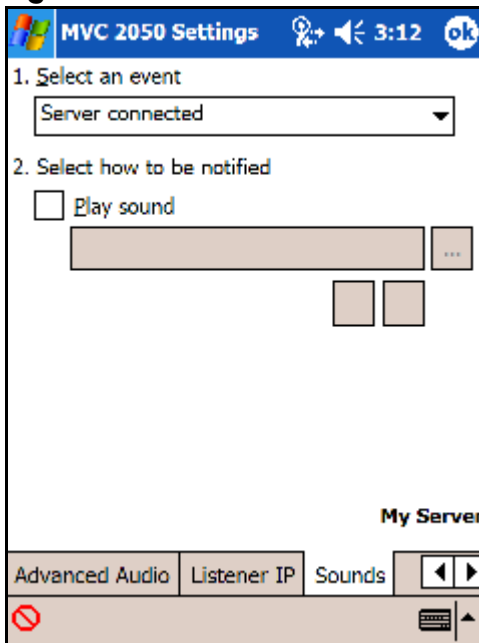 MVC 2050 Settings 3:12 ok
1. Select an event
Server connected
2. Select how to be notified
Play sound
...
My Server
Advanced Audio Listener IP Sounds